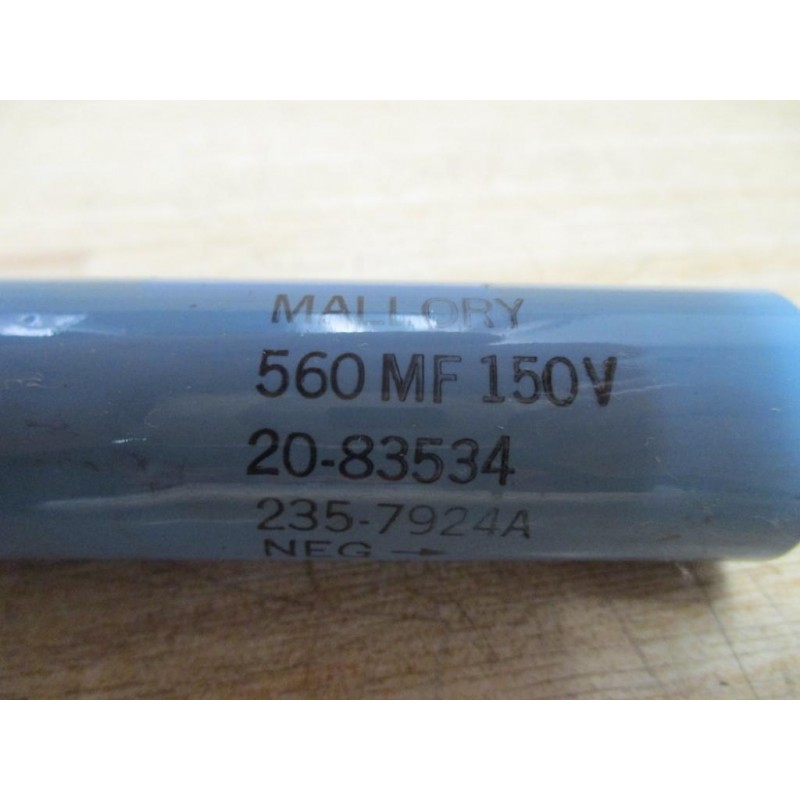 MALLORY
560 MF 150V
20-83534
235-7924A
NEG →